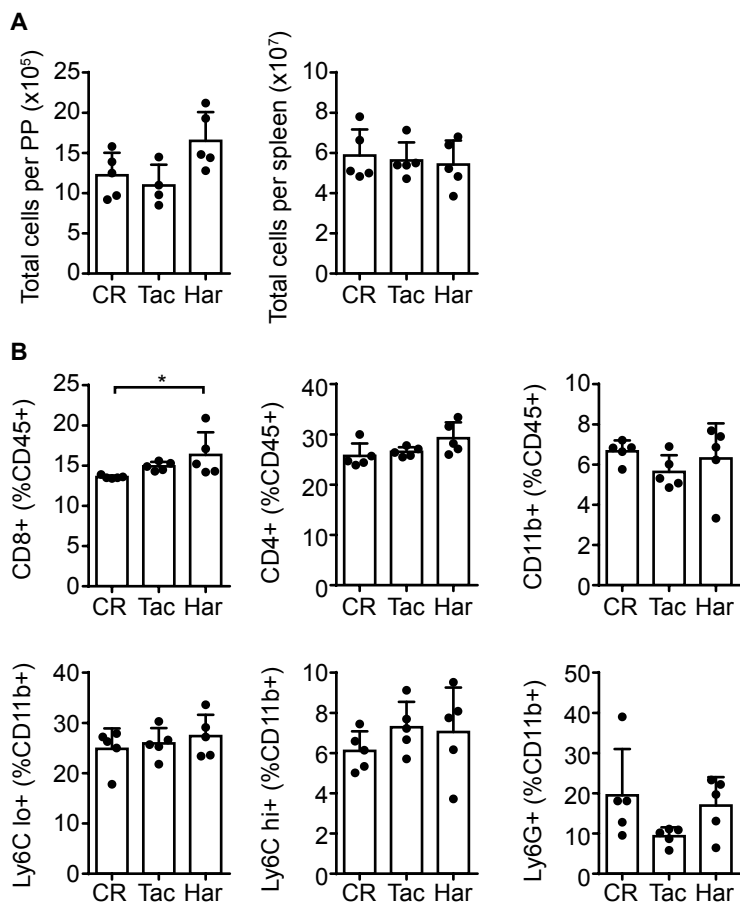 A
Total cells per PP (x10⁵)
25
20
15
10
5
0
CR Tac Har
Total cells per spleen (x10⁷)
10
8
6
4
2
0
CR Tac Har
B
CD8+ (%CD45+)
25
20
15
10
5
0
*
CR Tac Har
CD4+ (%CD45+)
40
30
20
10
0
CR Tac Har
CD11b+ (%CD45+)
10
8
6
4
2
0
CR Tac Har
Ly6C lo+ (%CD11b+)
40
30
20
10
0
CR Tac Har
Ly6C hi+ (%CD11b+)
10
8
6
4
2
0
CR Tac Har
Ly6G+ (%CD11b+)
50
40
30
20
10
0
CR Tac Har